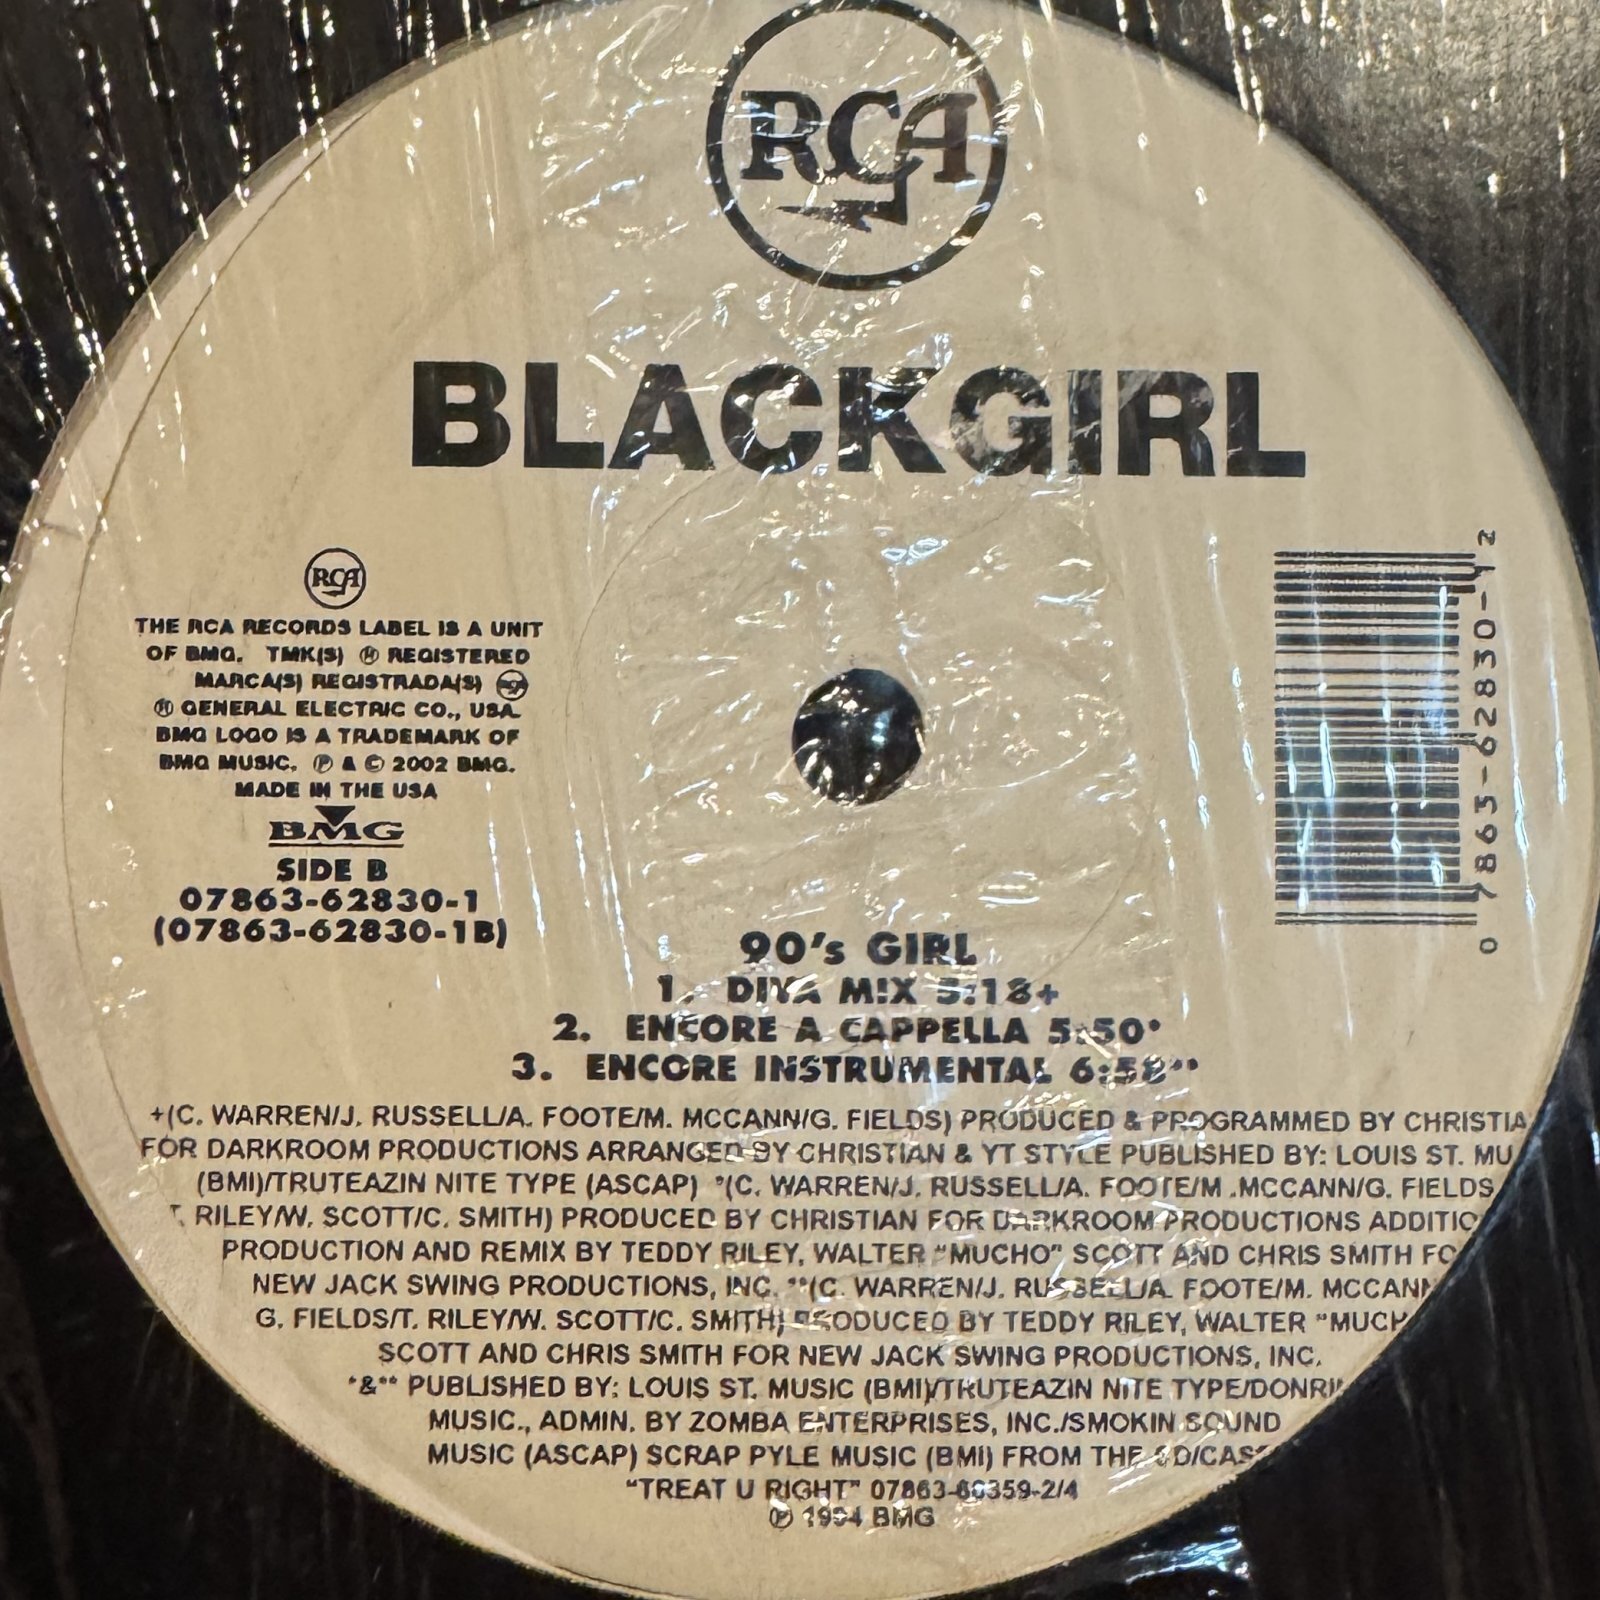 RCA
BLACKGIRL
RCA
THE RCA RECORDS LABEL IS A UNIT
OF BMG. TMK(S) ® REGISTERED
MARCA(S) REGISTRADA(S) RCA
® GENERAL ELECTRIC CO., USA.
BMG LOGO IS A TRADEMARK OF
BMG MUSIC. ℗ & © 2002 BMG.
MADE IN THE USA
BMG
SIDE B
07863-62830-1
(07863-62830-1B)
0 7863-62830-12
90's GIRL
1. DIVA MIX 5:18+
2. ENCORE A CAPPELLA 5:50*
3. ENCORE INSTRUMENTAL 6:58**
+(C. WARREN/J. RUSSELL/A. FOOTE/M. MCCANN/G. FIELDS) PRODUCED & PROGRAMMED BY CHRISTIA
FOR DARKROOM PRODUCTIONS ARRANGED BY CHRISTIAN & YT STYLE PUBLISHED BY: LOUIS ST. MU
(BMI)/TRUTEAZIN NITE TYPE (ASCAP) *(C. WARREN/J. RUSSELL/A. FOOTE/M .MCCANN/G. FIELDS
T. RILEY/W. SCOTT/C. SMITH) PRODUCED BY CHRISTIAN FOR DARKROOM PRODUCTIONS ADDITIO
PRODUCTION AND REMIX BY TEDDY RILEY, WALTER "MUCHO" SCOTT AND CHRIS SMITH FO
NEW JACK SWING PRODUCTIONS, INC. **(C. WARREN/J. RUSSELL/A. FOOTE/M. MCCANN
G. FIELDS/T. RILEY/W. SCOTT/C. SMITH) PRODUCED BY TEDDY RILEY, WALTER "MUCH
SCOTT AND CHRIS SMITH FOR NEW JACK SWING PRODUCTIONS, INC.
*&** PUBLISHED BY: LOUIS ST. MUSIC (BMI)/TRUTEAZIN NITE TYPE/DONRI
MUSIC., ADMIN. BY ZOMBA ENTERPRISES, INC./SMOKIN SOUND
MUSIC (ASCAP) SCRAP PYLE MUSIC (BMI) FROM THE CD/CASS
"TREAT U RIGHT" 07863-66359-2/4
℗ 1994 BMG